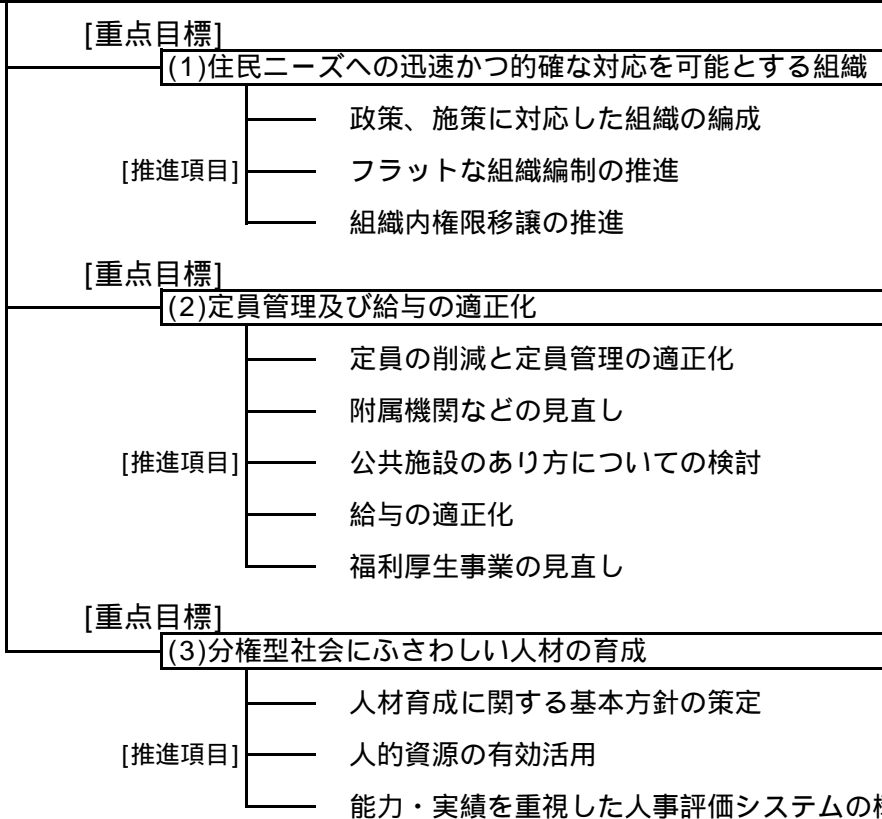 [重点目標]
(1)住民ニーズへの迅速かつ的確な対応を可能とする組織
政策、施策に対応した組織の編成
[推進項目] フラットな組織編制の推進
組織内権限移譲の推進
[重点目標]
(2)定員管理及び給与の適正化
定員の削減と定員管理の適正化
附属機関などの見直し
[推進項目] 公共施設のあり方についての検討
給与の適正化
福利厚生事業の見直し
[重点目標]
(3)分権型社会にふさわしい人材の育成
人材育成に関する基本方針の策定
[推進項目] 人的資源の有効活用
能力・実績を重視した人事評価システムの